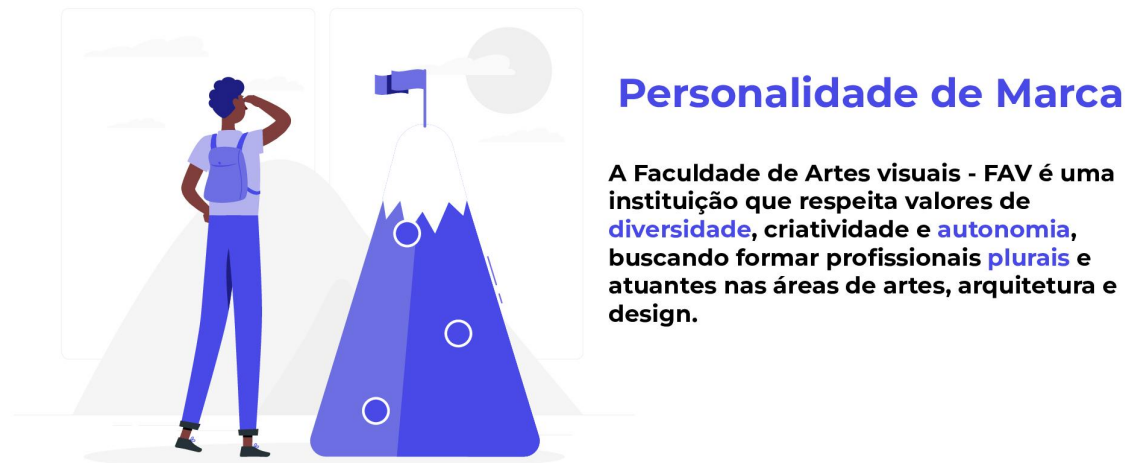 Personalidade de Marca
A Faculdade de Artes visuais - FAV é uma
instituição que respeita valores de
diversidade, criatividade e autonomia,
buscando formar profissionais plurais e
atuantes nas áreas de artes, arquitetura e
design.